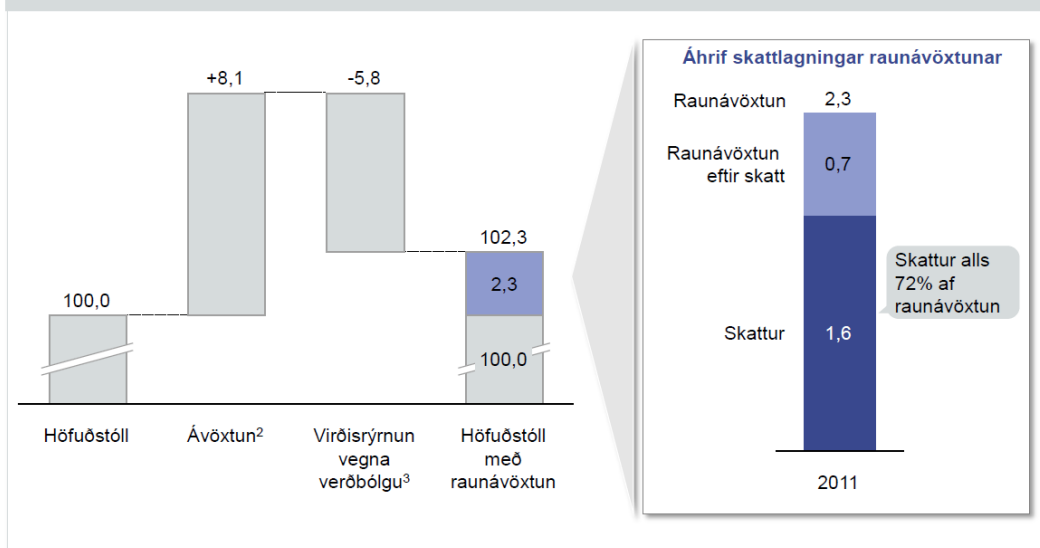 +8,1
-5,8
102,3
2,3
100,0
100,0
Höfuðstóll
Ávöxtun²
Virðisrýrnun
vegna
verðbólgu³
Höfuðstóll
með
raunávöxtun
Áhrif skattlagningar raunávöxtunar
Raunávöxtun
2,3
Raunávöxtun
eftir skatt
0,7
Skattur alls
72% af
raunávöxtun
Skattur
1,6
2011